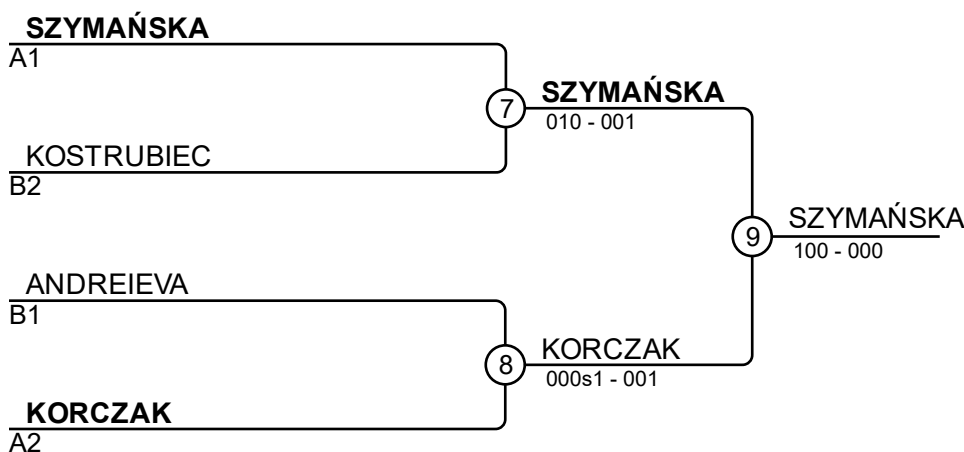 SZYMAŃSKA
A1
7
SZYMAŃSKA
010 - 001
KOSTRUBIEC
B2
9
SZYMAŃSKA
100 - 000
ANDREIEVA
B1
8
KORCZAK
000s1 - 001
KORCZAK
A2